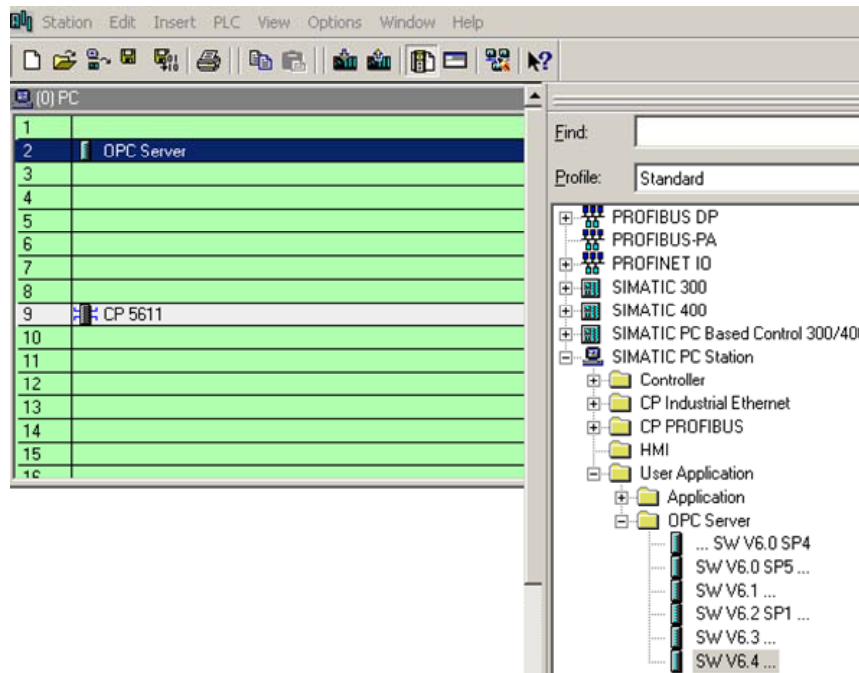 Station Edit Insert PLC View Options Window Help
(0) PC
1
2 OPC Server
3
4
5
6
7
8
9 CP 5611
10
11
12
13
14
15
16
Find:
Profile: Standard
PROFIBUS DP
PROFIBUS-PA
PROFINET IO
SIMATIC 300
SIMATIC 400
SIMATIC PC Based Control 300/400
SIMATIC PC Station
Controller
CP Industrial Ethernet
CP PROFIBUS
HMI
User Application
Application
OPC Server
... SW V6.0 SP4
SW V6.0 SP5 ...
SW V6.1 ...
SW V6.2 SP1 ...
SW V6.3 ...
SW V6.4 ...